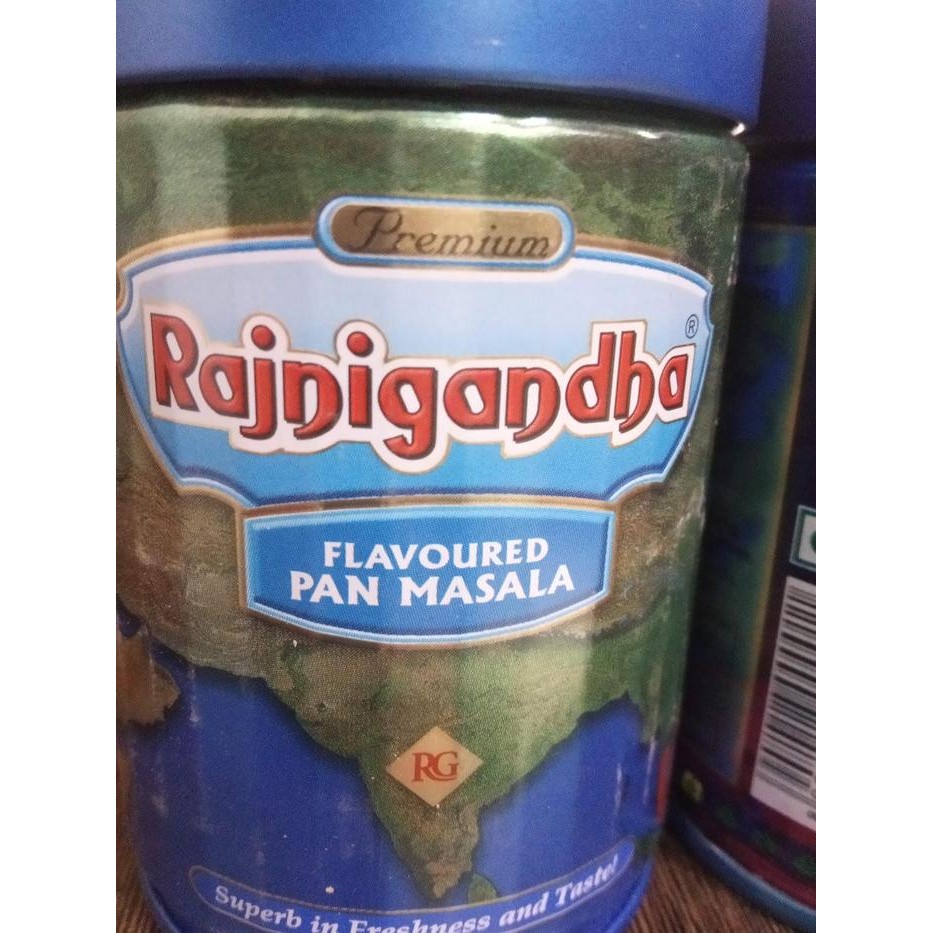 Premium
Rajnigandha®
FLAVOURED
PAN MASALA
RG
Superb in Freshness and Taste!